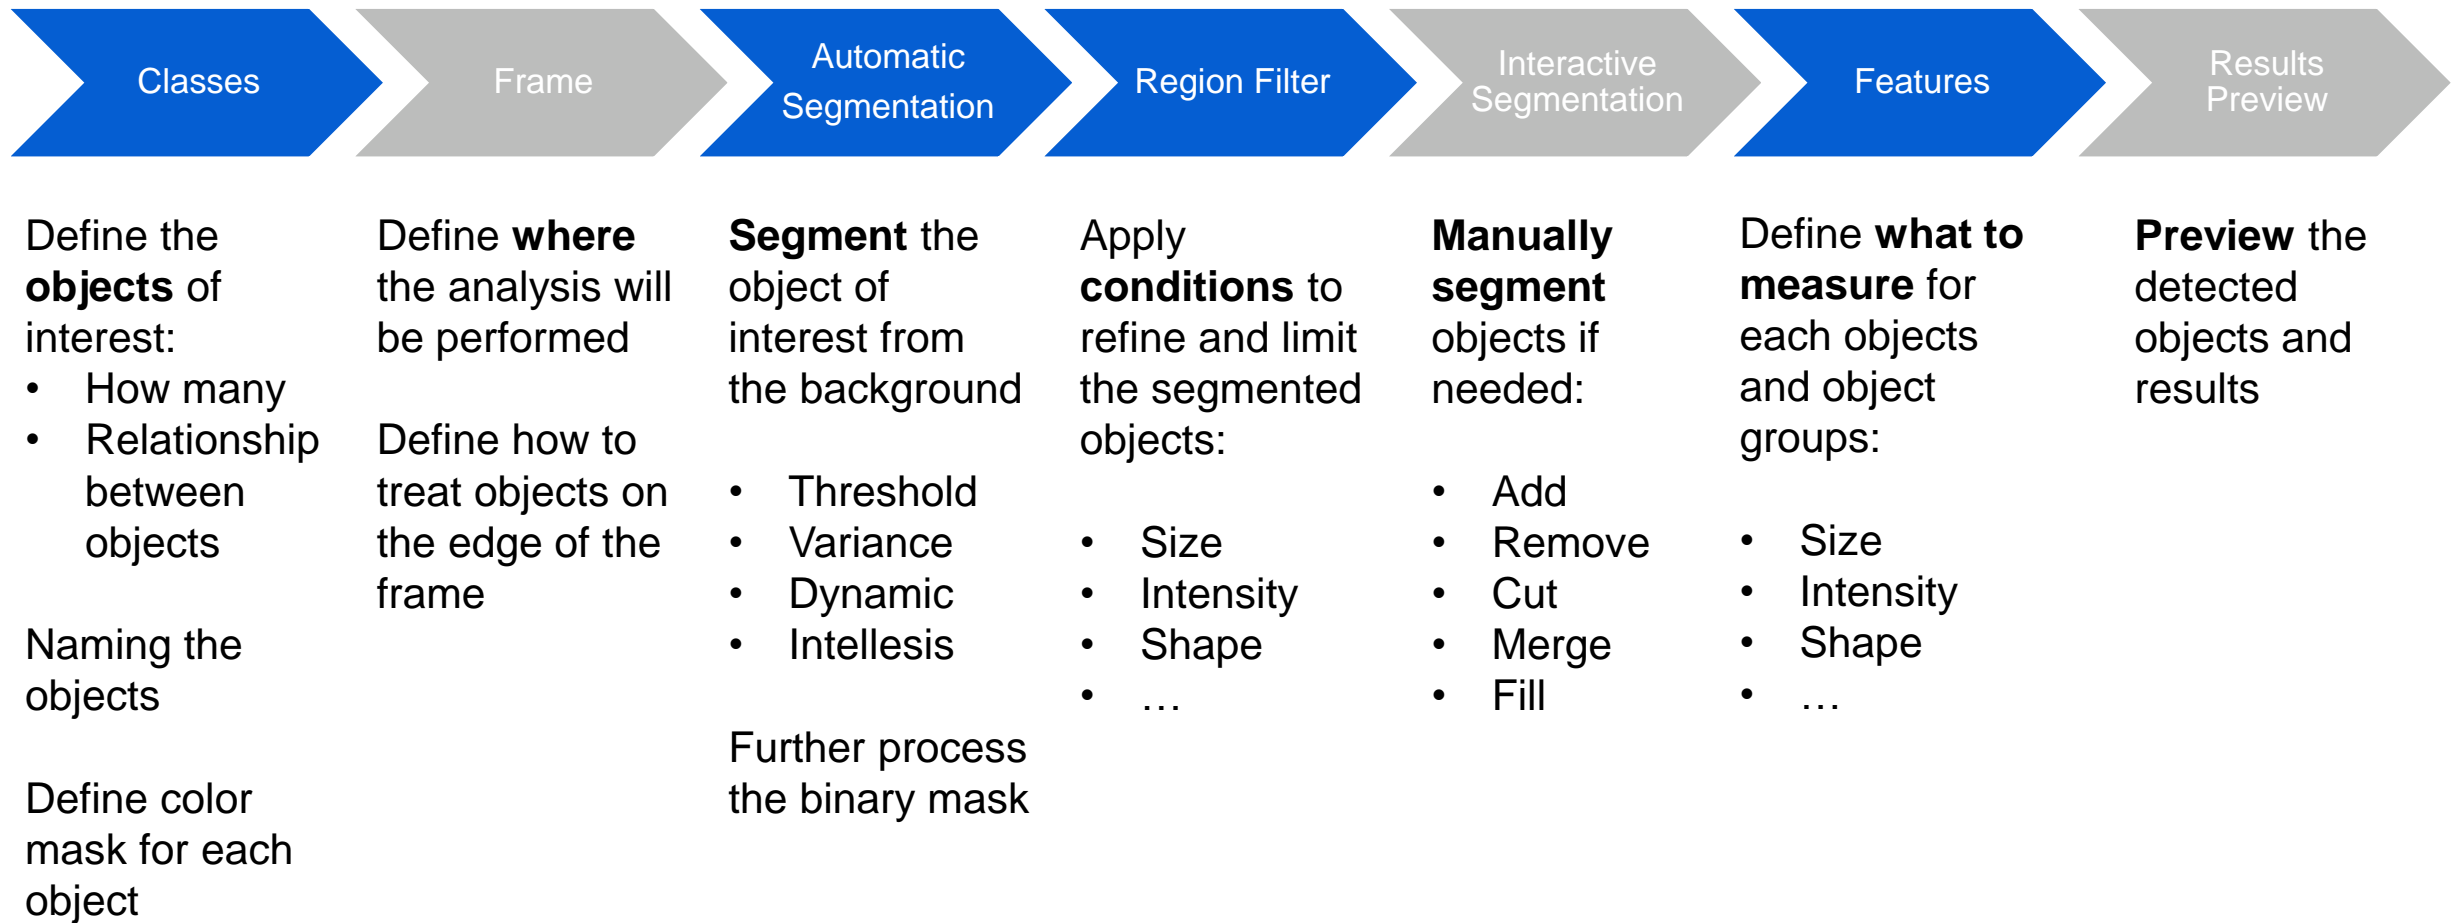 Classes
Frame
Automatic
Segmentation
Region Filter
Interactive
Segmentation
Features
Results
Preview
Define the
objects of
interest:
• How many
• Relationship
between
objects
Naming the
objects
Define color
mask for each
object
Define where
the analysis will
be performed
Define how to
treat objects on
the edge of the
frame
Segment the
object of
interest from
the background
• Threshold
• Variance
• Dynamic
• Intellesis
Further process
the binary mask
Apply
conditions to
refine and limit
the segmented
objects:
• Size
• Intensity
• Shape
• …
Manually
segment
objects if
needed:
• Add
• Remove
• Cut
• Merge
• Fill
Define what to
measure for
each objects
and object
groups:
• Size
• Intensity
• Shape
• …
Preview the
detected
objects and
results